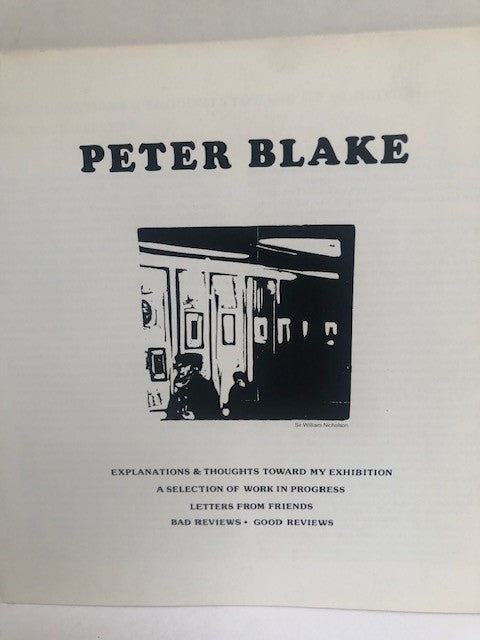 PETER BLAKE
Sir William Nicholson
EXPLANATIONS & THOUGHTS TOWARD MY EXHIBITION
A SELECTION OF WORK IN PROGRESS
LETTERS FROM FRIENDS
BAD REVIEWS • GOOD REVIEWS